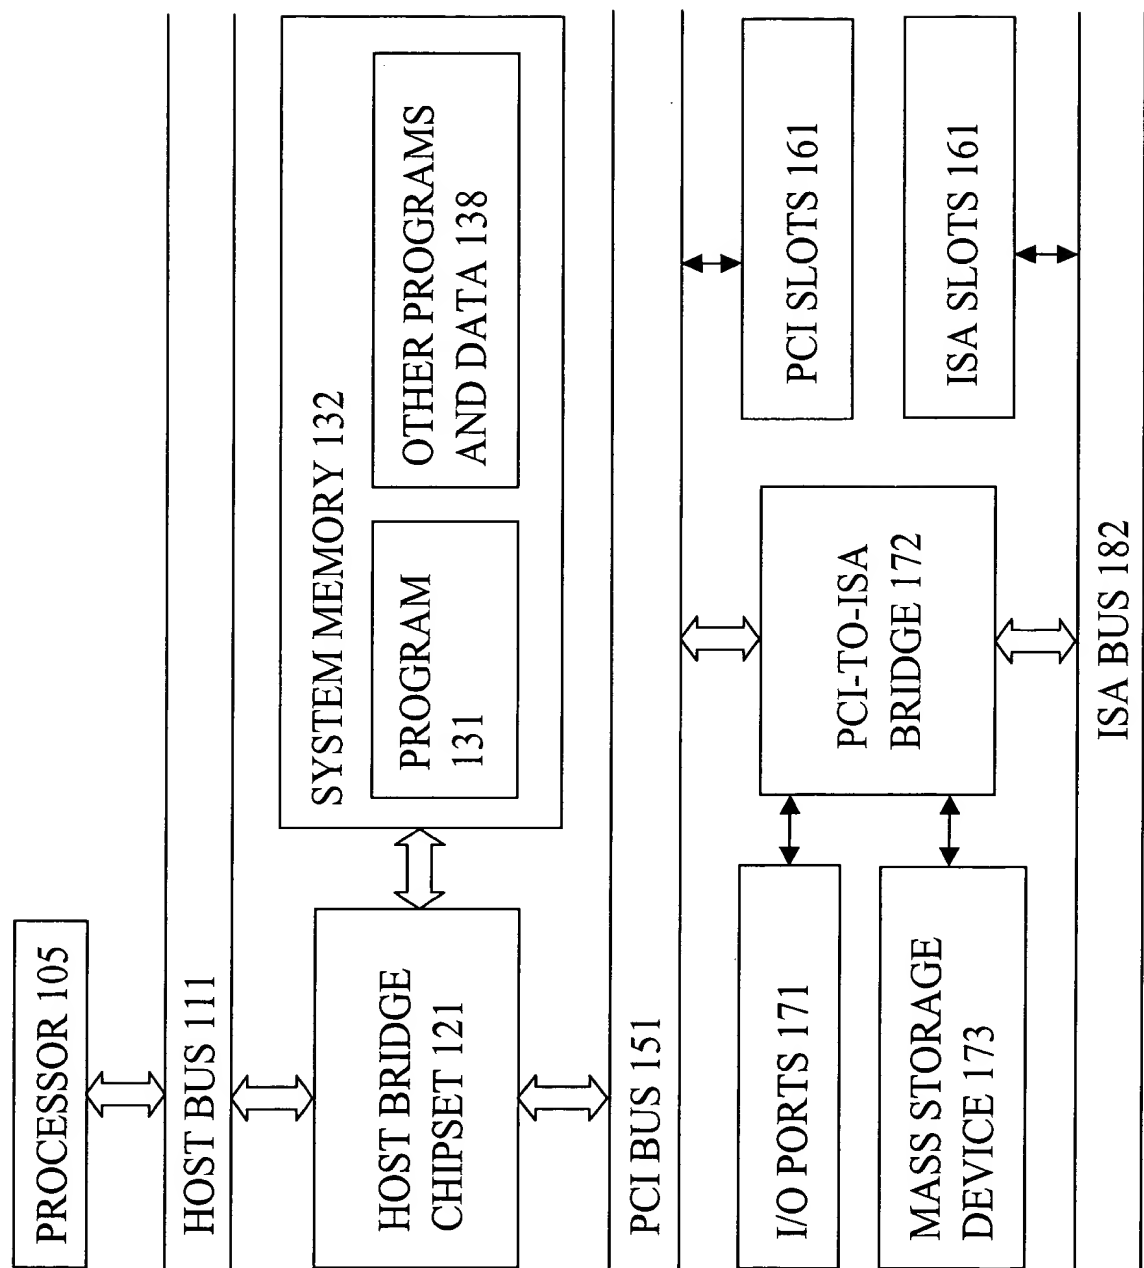 PROCESSOR 105
HOST BUS 111
HOST BRIDGE
CHIPSET 121
SYSTEM MEMORY 132
PROGRAM
131
OTHER PROGRAMS
AND DATA 138
PCI BUS 151
I/O PORTS 171
MASS STORAGE
DEVICE 173
PCI-TO-ISA
BRIDGE 172
PCI SLOTS 161
ISA SLOTS 161
ISA BUS 182